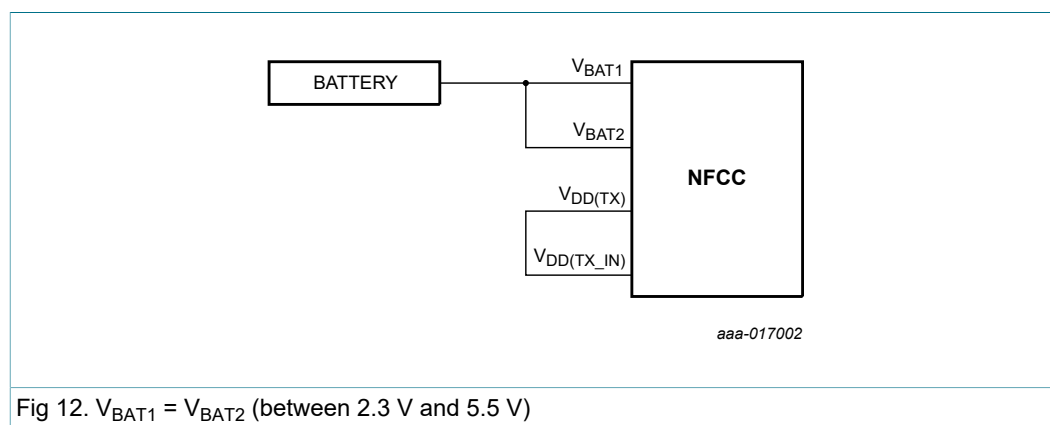 BATTERY
VBAT1
VBAT2
VDD(TX)
VDD(TX_IN)
NFCC
aaa-017002
Fig 12. VBAT1 = VBAT2 (between 2.3 V and 5.5 V)